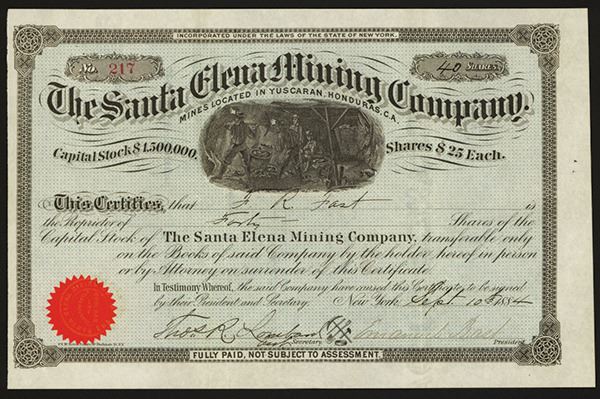 INCORPORATED UNDER THE LAWS OF THE STATE OF NEW YORK.
No. 217
40 SHARES
The Santa Elena Mining Company.
MINES LOCATED IN YUSCARAN, HONDURAS, C.A.
Capital Stock $1,500,000,
Shares $25 Each.
This Certifies, that F. R. Fast is
the Proprietor of Forty Shares of the
Capital Stock of The Santa Elena Mining Company, transferable only
on the Books of said Company by the holder hereof in person
or by Attorney on surrender of this Certificate
In Testimony Whereof, the said Company have caused this Certificate to be signed
by their President and Secretary. New York Sept 10th 1884
Thos. R.
Secretary
President
FULLY PAID, NOT SUBJECT TO ASSESSMENT.